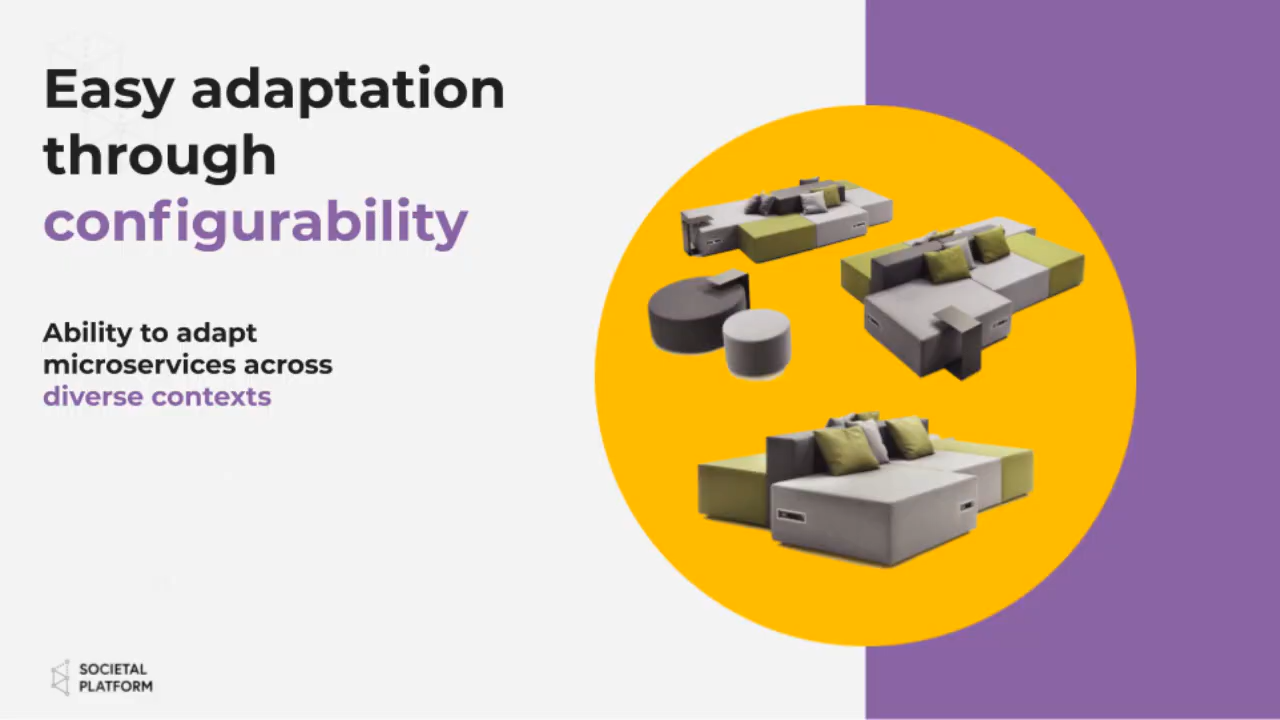 Easy adaptation
through
configurability
Ability to adapt
microservices across
diverse contexts
SOCIETAL
PLATFORM